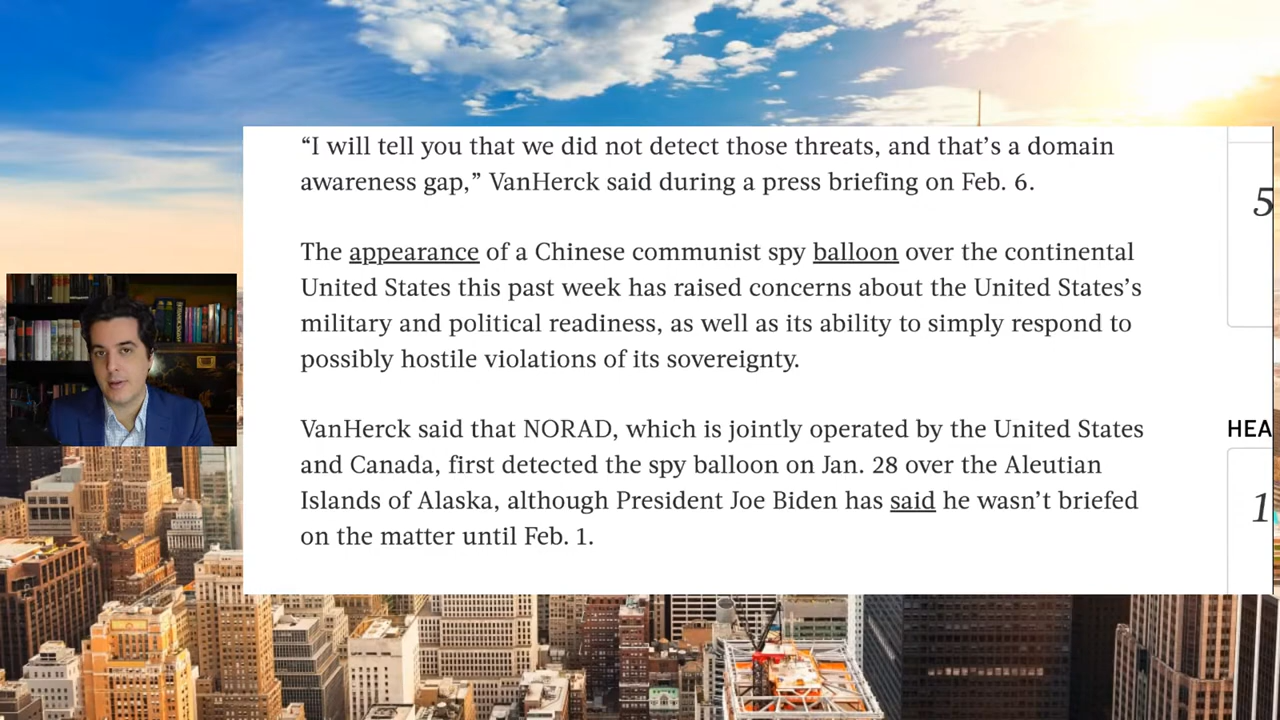 “I will tell you that we did not detect those threats, and that’s a domain
awareness gap,” VanHerck said during a press briefing on Feb. 6.
The appearance of a Chinese communist spy balloon over the continental
United States this past week has raised concerns about the United States’s
military and political readiness, as well as its ability to simply respond to
possibly hostile violations of its sovereignty.
VanHerck said that NORAD, which is jointly operated by the United States
and Canada, first detected the spy balloon on Jan. 28 over the Aleutian
Islands of Alaska, although President Joe Biden has said he wasn’t briefed
on the matter until Feb. 1.
5
HEA
1